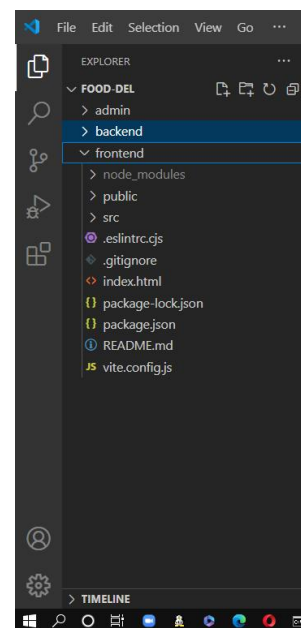 File Edit Selection View Go ...
EXPLORER ...
FOOD-DEL
admin
backend
frontend
node_modules
public
src
.eslintrc.cjs
.gitignore
index.html
{} package-lock.json
{} package.json
README.md
JS vite.config.js
TIMELINE